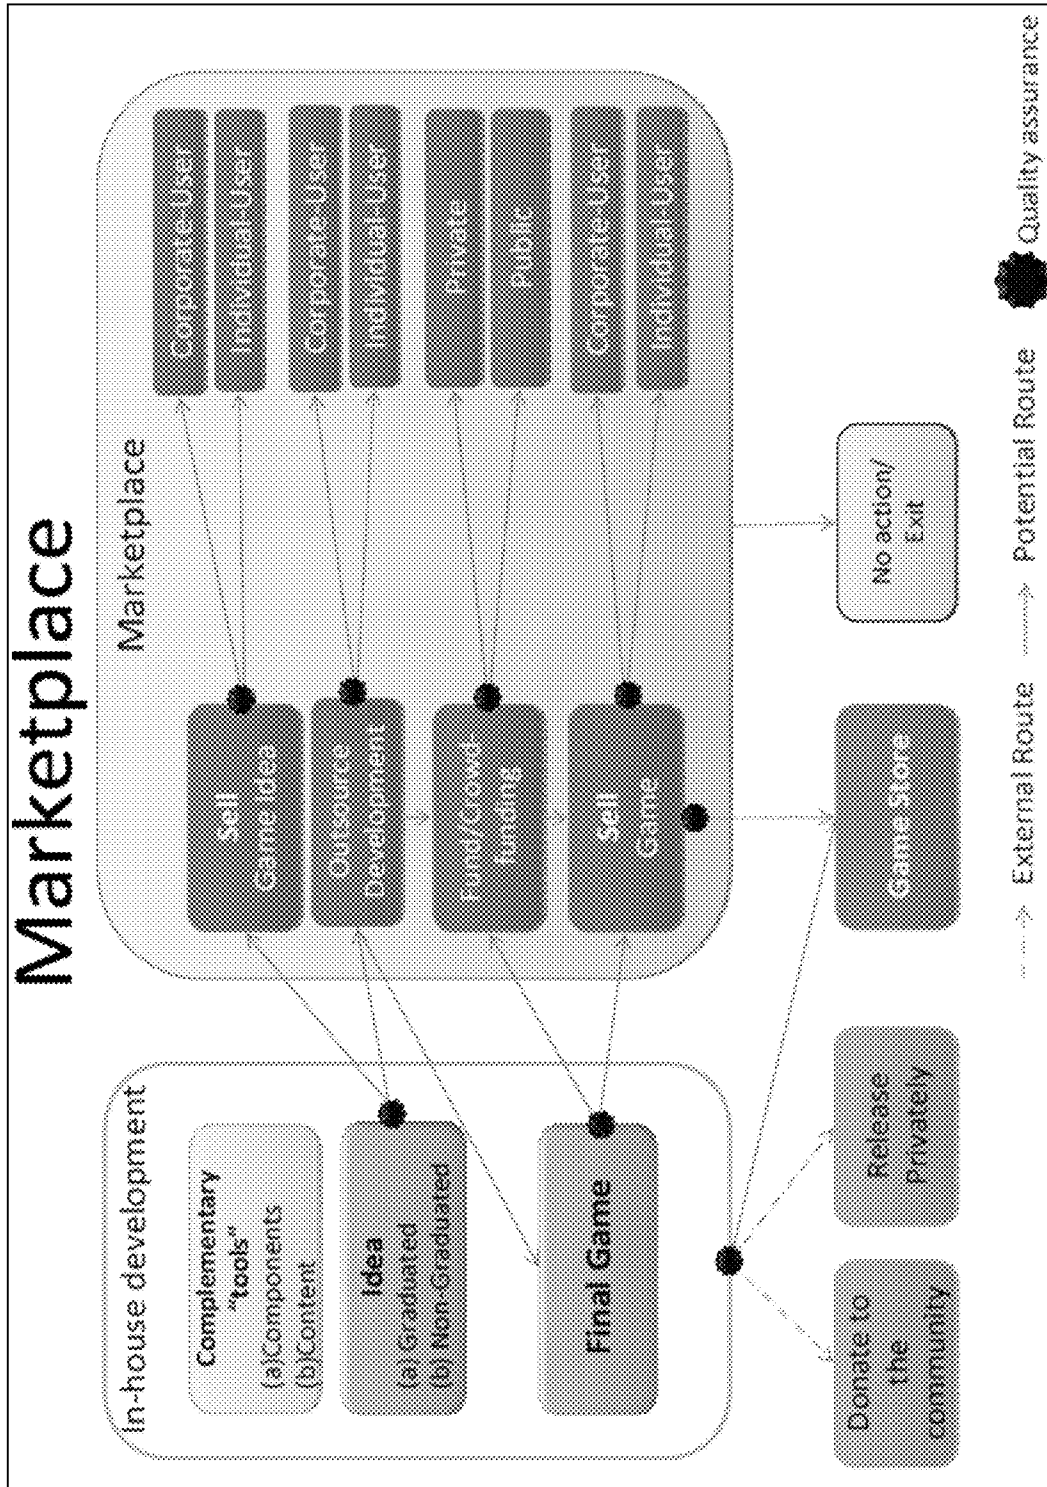 Marketplace
In-house development
Complementary
"tools"
(a)Components
(b)Content
Idea
(a) Graduated
(b) Non-Graduated
Final Game
Marketplace
Sell
Game Idea
Outsource
Development
Fund/Crowd
funding
Sell
Game
Corporate-User
Individual-User
Corporate-User
Individual-User
Private
Public
Corporate-User
Individual-User
Donate to
the
community
Release
Privately
Game Store
No action/
Exit
External Route
Potential Route
Quality assurance